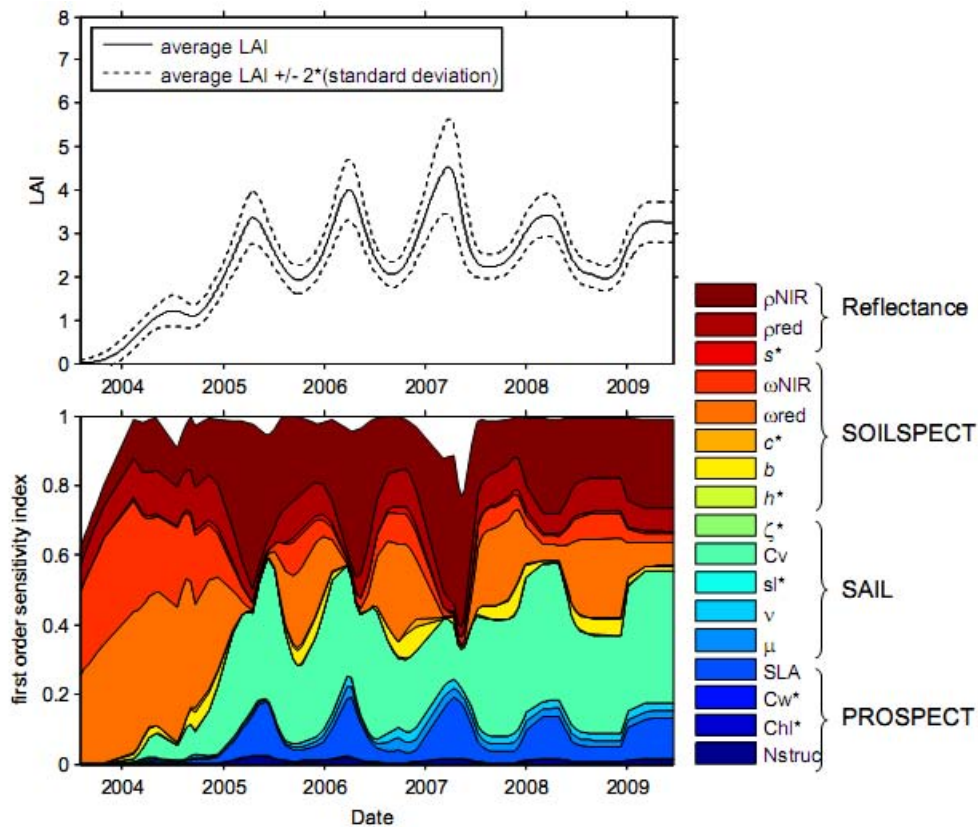 8
7
6
5
4
3
2
1
0
LAI
average LAI
average LAI +/- 2*(standard deviation)
2004 2005 2006 2007 2008 2009
1
0.8
0.6
0.4
0.2
0
first order sensitivity index
2004 2005 2006 2007 2008 2009
Date
ρNIR
ρred
s*
ωNIR
ωred
c*
b
h*
ζ*
Cv
sl*
ν
μ
SLA
Cw*
Chl*
Nstruc
Reflectance
SOILSPECT
SAIL
PROSPECT